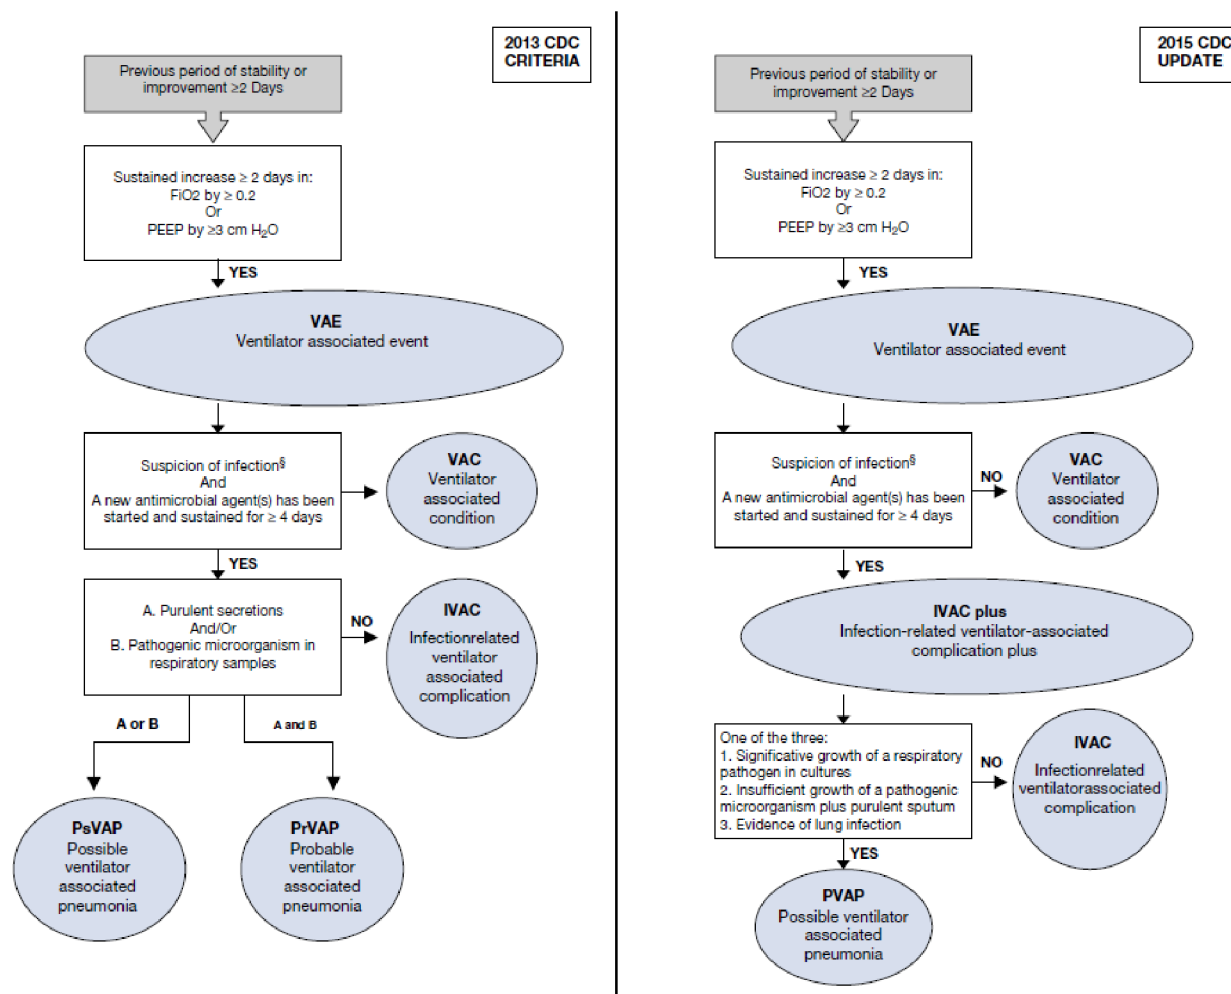 2013 CDC
CRITERIA
Previous period of stability or
improvement ≥2 Days
Sustained increase ≥ 2 days in:
FiO2 by ≥ 0.2
Or
PEEP by ≥3 cm H₂O
YES
VAE
Ventilator associated event
Suspicion of infection§
And
A new antimicrobial agent(s) has been
started and sustained for ≥ 4 days
VAC
Ventilator
associated
condition
YES
A. Purulent secretions
And/Or
B. Pathogenic microorganism in
respiratory samples
NO
IVAC
Infectionrelated
ventilator
associated
complication
A or B
A and B
PsVAP
Possible
ventilator
associated
pneumonia
PrVAP
Probable
ventilator
associated
pneumonia
2015 CDC
UPDATE
Previous period of stability or
improvement ≥2 Days
Sustained increase ≥ 2 days in:
FiO2 by ≥ 0.2
Or
PEEP by ≥3 cm H₂O
YES
VAE
Ventilator associated event
Suspicion of infection§
And
A new antimicrobial agent(s) has been
started and sustained for ≥ 4 days
NO
VAC
Ventilator
associated
condition
YES
IVAC plus
Infection-related ventilator-associated
complication plus
One of the three:
1. Significative growth of a respiratory
pathogen in cultures
2. Insufficient growth of a pathogenic
microorganism plus purulent sputum
3. Evidence of lung infection
NO
IVAC
Infectionrelated
ventilatorassociated
complication
YES
PVAP
Possible ventilator
associated
pneumonia